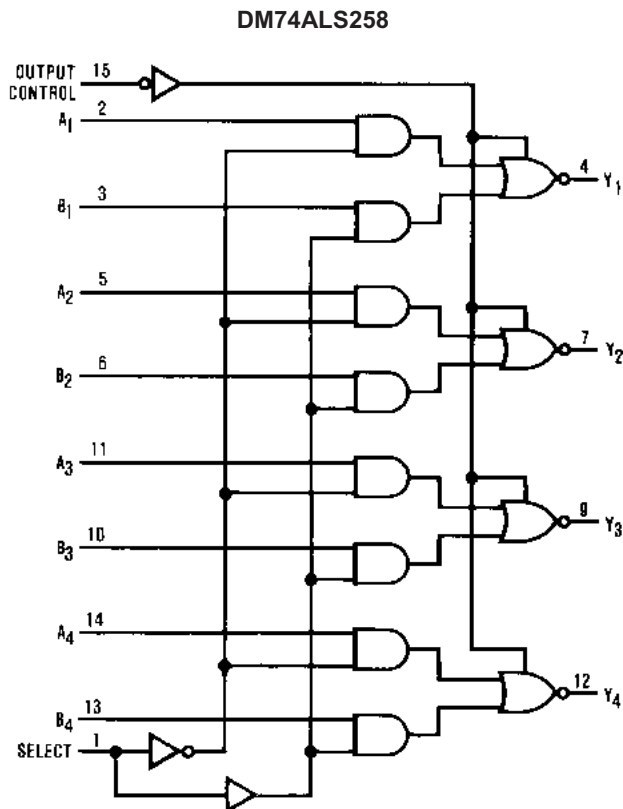 DM74ALS258
OUTPUT CONTROL 15
A1 2
B1 3
4 Y1
A2 5
B2 6
7 Y2
A3 11
B3 10
9 Y3
A4 14
B4 13
12 Y4
SELECT 1